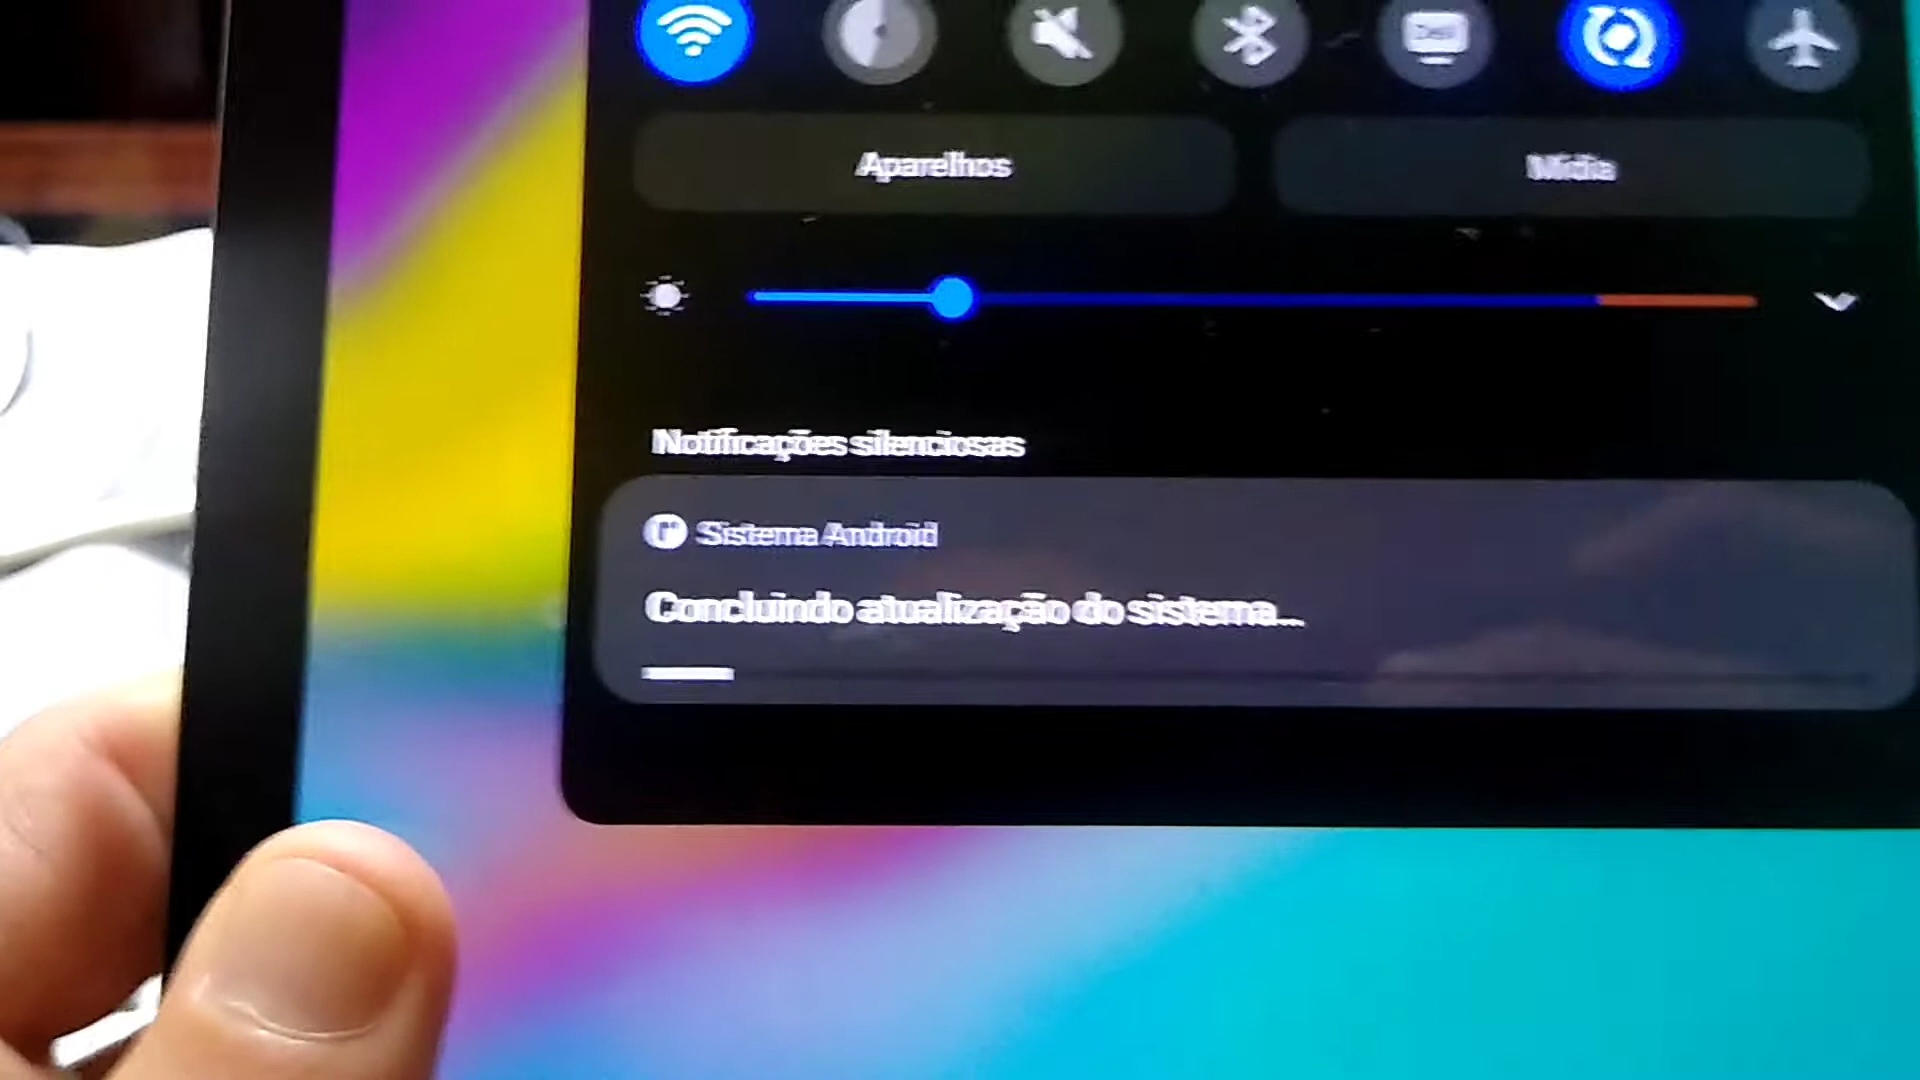 Aparelhos
Mídia
Notificações silenciosas
Sistema Android
Concluindo atualização do sistema...